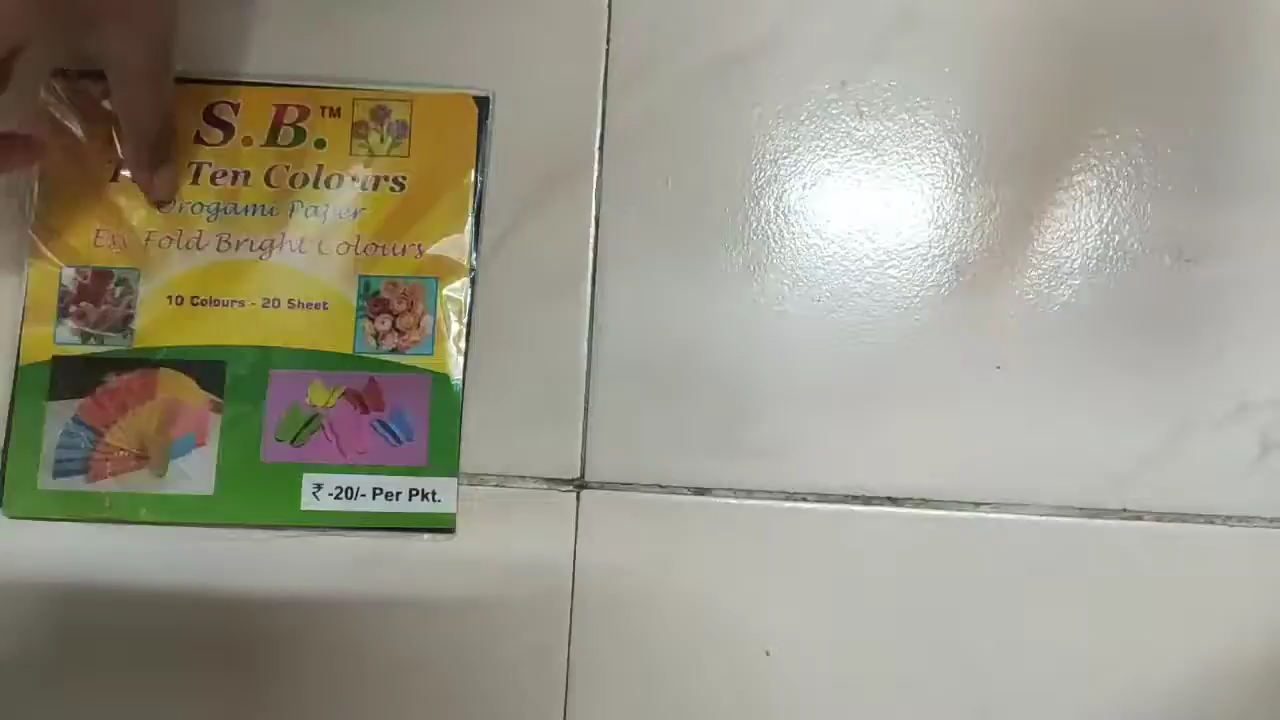 S.B.™
Ten Colours
Orogami Paper
Fold Bright Colours
10 Colours - 20 Sheet
₹ -20/- Per Pkt.